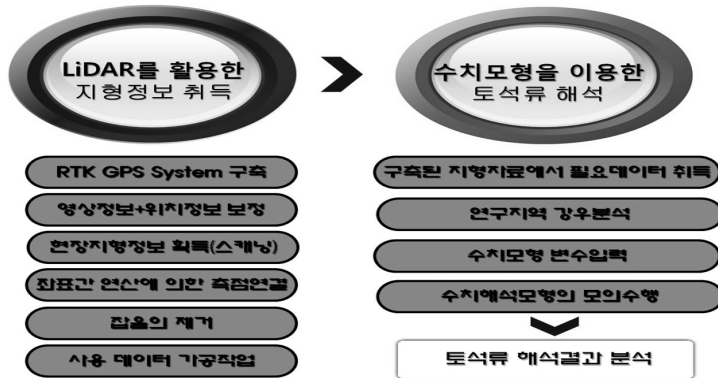 LiDAR를 활용한
지형정보 취득
RTK GPS System 구축
영상정보+위치정보 보정
현장지형정보 획득(스캐닝)
좌표간 연산에 의한 측점연결
잡음의 제거
사용 데이터 가공작업
수치모형을 이용한
토석류 해석
구축된 지형자료에서 필요데이터 취득
연구지역 강우분석
수치모형 변수입력
수치해석모형의 모의수행
토석류 해석결과 분석